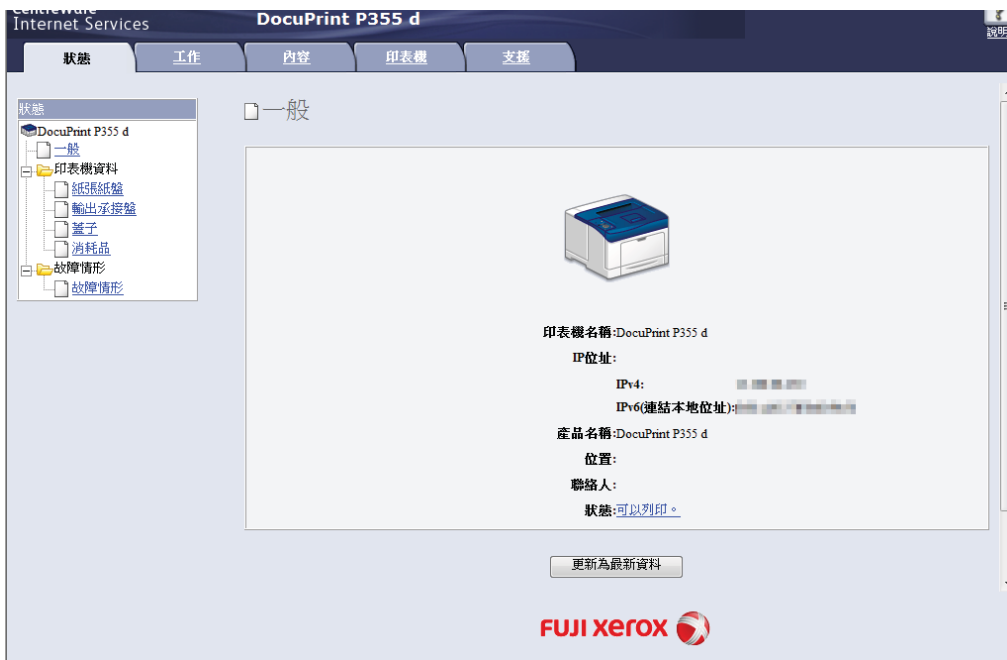 CentreWare
Internet Services
DocuPrint P355 d
說明
狀態
工作
內容
印表機
支援
狀態
DocuPrint P355 d
一般
印表機資料
紙張紙盤
輸出承接盤
蓋子
消耗品
故障情形
故障情形
一般
印表機名稱:DocuPrint P355 d
IP位址:
IPv4:
IPv6(連結本地位址):
產品名稱:DocuPrint P355 d
位置:
聯絡人:
狀態:可以列印。
更新為最新資料
FUJI xerox